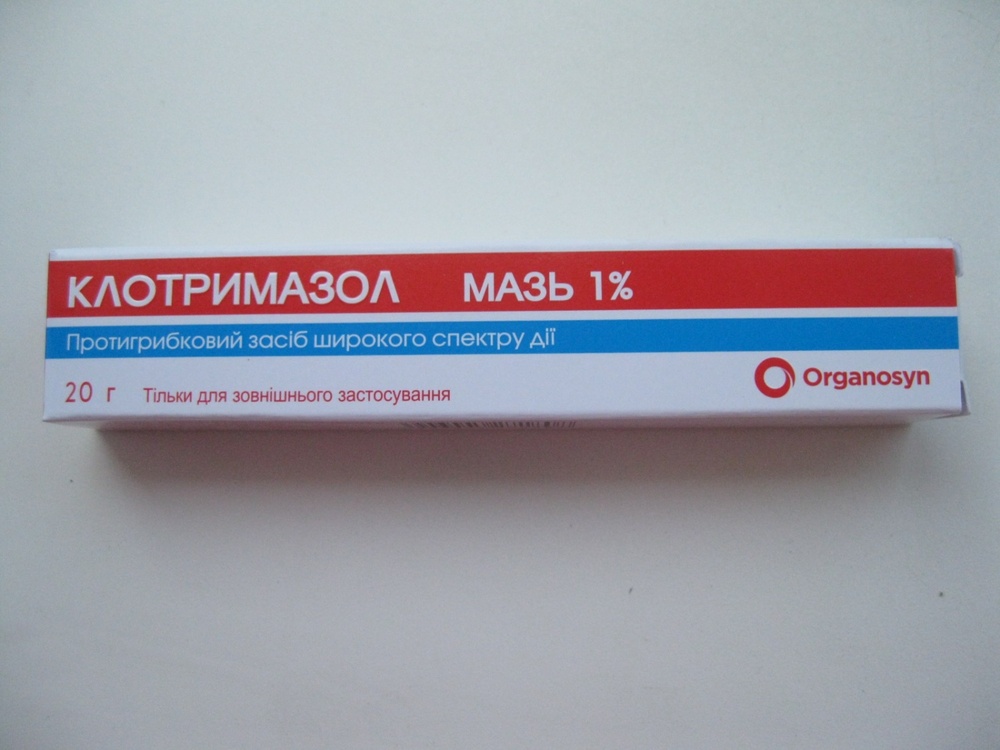 КЛОТРИМАЗОЛ МАЗЬ 1%
Протигрибковий засіб широкого спектру дії
20 г Тільки для зовнішнього застосування
Organosyn